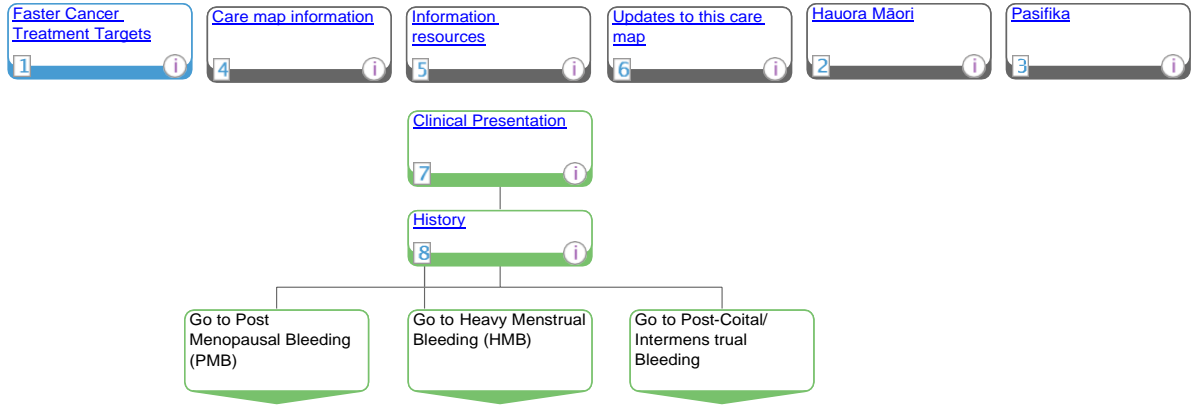 Faster Cancer
Treatment Targets
1
i
Care map information
4
i
Information
resources
5
i
Updates to this care
map
6
i
Hauora Māori
2
i
Pasifika
3
i
Clinical Presentation
7
i
History
8
i
Go to Post
Menopausal Bleeding
(PMB)
Go to Heavy Menstrual
Bleeding (HMB)
Go to Post-Coital/
Intermens trual
Bleeding